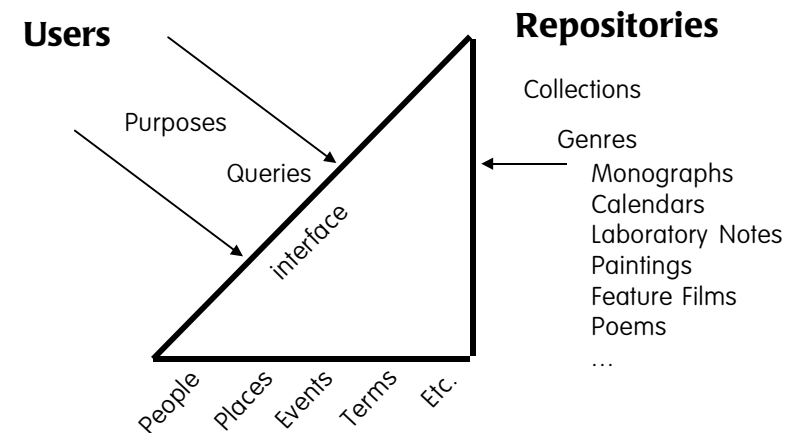 Users
Repositories
Collections
Purposes
Genres
Queries
Monographs
Calendars
Laboratory Notes
Paintings
Feature Films
Poems
...
interface
People
Places
Events
Terms
Etc.